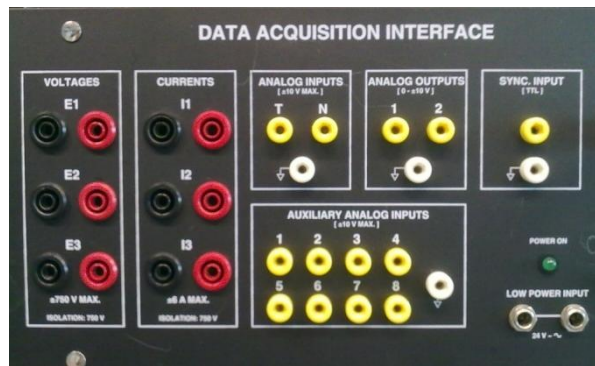 DATA ACQUISITION INTERFACE
VOLTAGES
E1
E2
E3
±750 V MAX.
ISOLATION: 750 V
CURRENTS
I1
I2
I3
±6 A MAX.
ISOLATION: 750 V
ANALOG INPUTS
[ ±10 V MAX. ]
T N
ANALOG OUTPUTS
[ 0 - ±10 V ]
1 2
SYNC. INPUT
[ TTL ]
AUXILIARY ANALOG INPUTS
[ ±10 V MAX. ]
1 2 3 4
5 6 7 8
POWER ON
LOW POWER INPUT
24 V - ∿